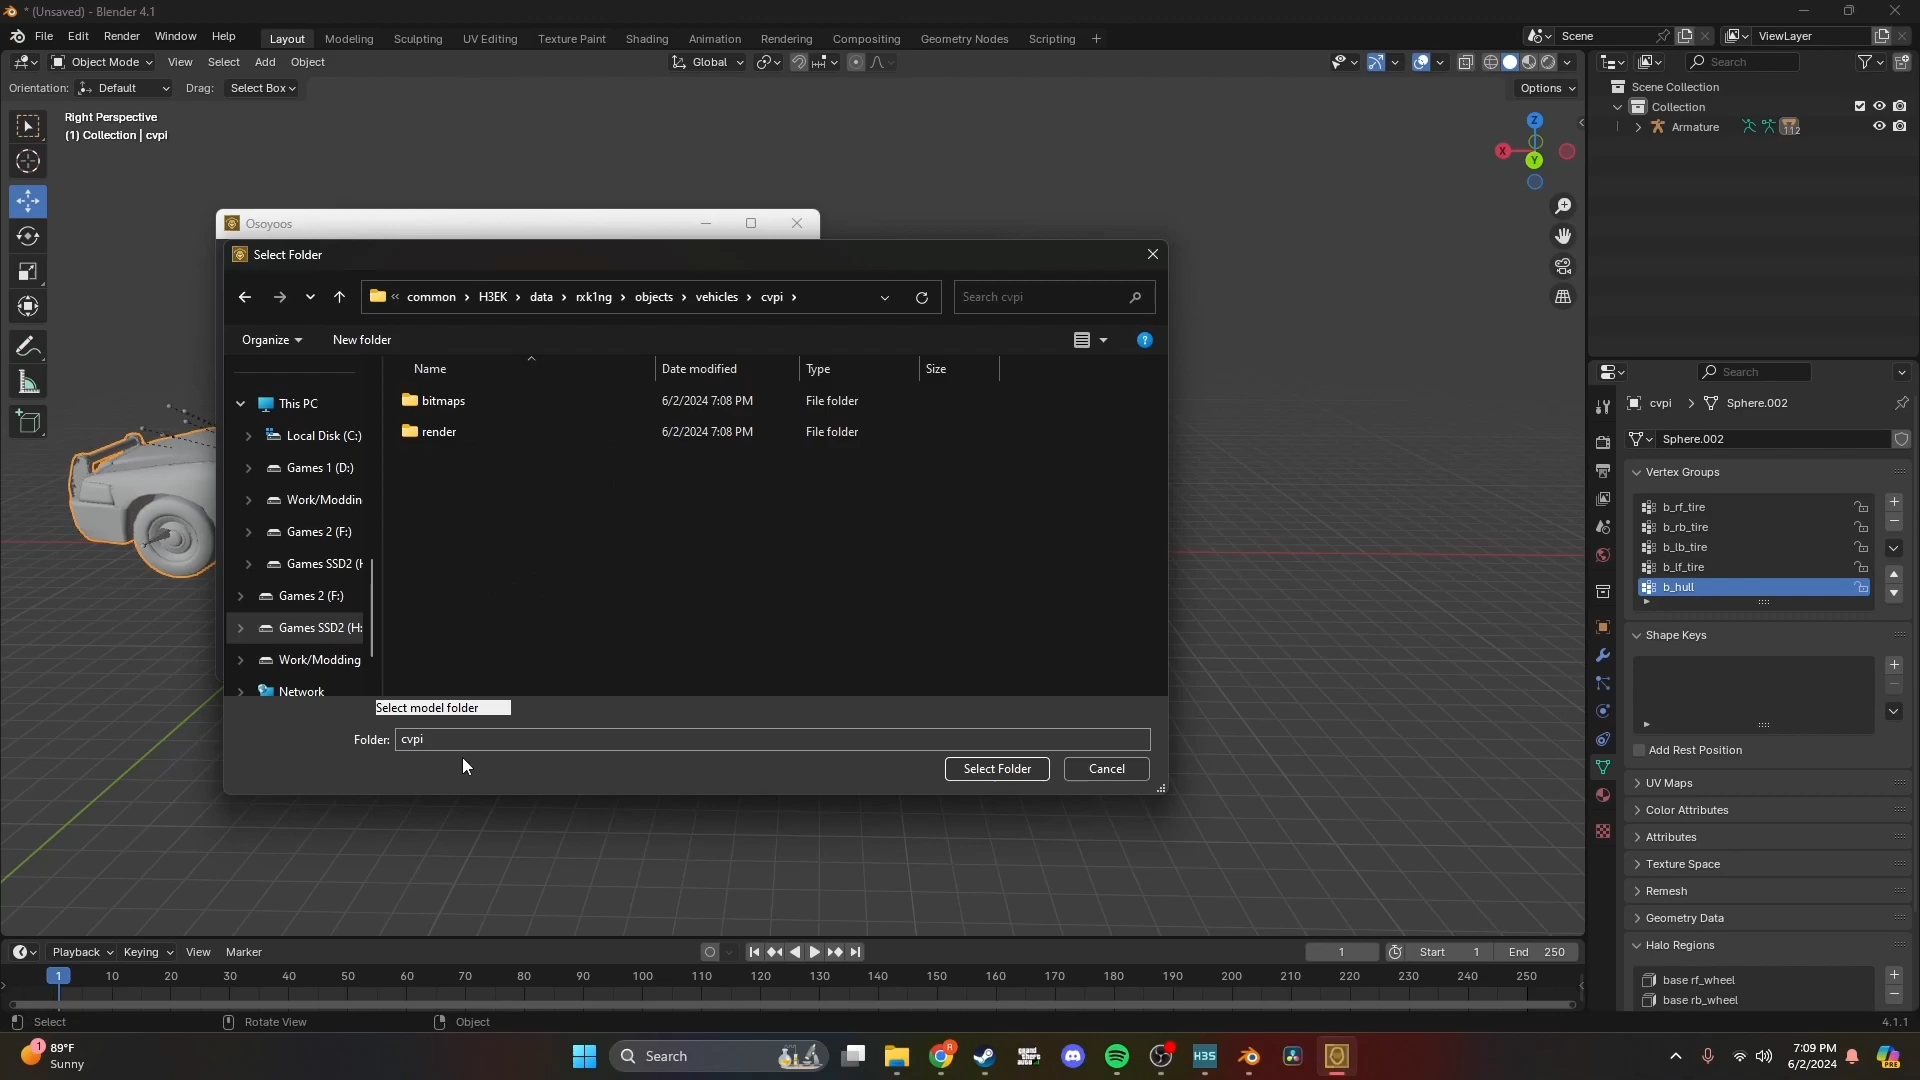 * (Unsaved) - Blender 4.1
File Edit Render Window Help
Layout Modeling Sculpting UV Editing Texture Paint Shading Animation Rendering Compositing Geometry Nodes Scripting +
Scene
ViewLayer
Object Mode View Select Add Object
Global
Search
Orientation: Default Drag: Select Box
Options
Right Perspective
(1) Collection | cvpi
Z
X
Y
Scene Collection
Collection
Armature
112
Osoyoos
Select Folder
« common › H3EK › data › rxk1ng › objects › vehicles › cvpi ›
Search cvpi
Organize
New folder
?
Name Date modified Type Size
This PC
Local Disk (C:)
Games 1 (D:)
Work/Moddin
Games 2 (F:)
Games SSD2 (H
Games 2 (F:)
Games SSD2 (H:
Work/Modding
Network
bitmaps 6/2/2024 7:08 PM File folder
render 6/2/2024 7:08 PM File folder
Select model folder
Folder: cvpi
Select Folder
Cancel
Search
cvpi > Sphere.002
Sphere.002
Vertex Groups
b_rf_tire
b_rb_tire
b_lb_tire
b_lf_tire
b_hull
Shape Keys
Add Rest Position
UV Maps
Color Attributes
Attributes
Texture Space
Remesh
Geometry Data
Halo Regions
base rf_wheel
base rb_wheel
Playback Keying View Marker
1
Start 1
End 250
1 10 20 30 40 50 60 70 80 90 100 110 120 130 140 150 160 170 180 190 200 210 220 230 240 250
Select
Rotate View
Object
4.1.1
1
89°F
Sunny
Search
R
H3S
7:09 PM
6/2/2024
PRE